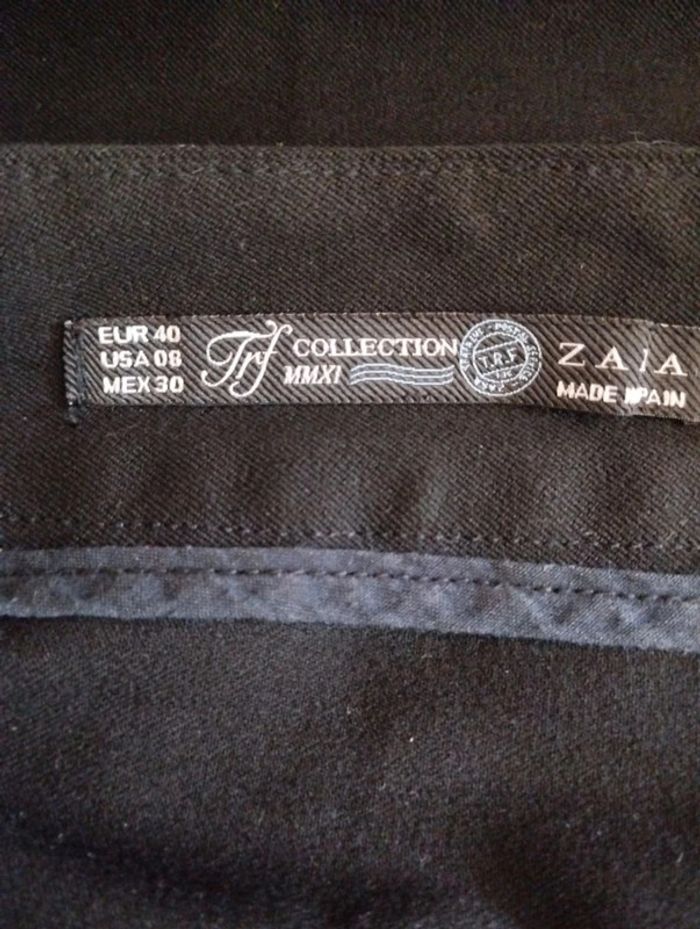 EUR 40
USA 08
MEX 30
Trf
COLLECTION
MMXI
T.R.F
ZARA
MADE IN SPAIN